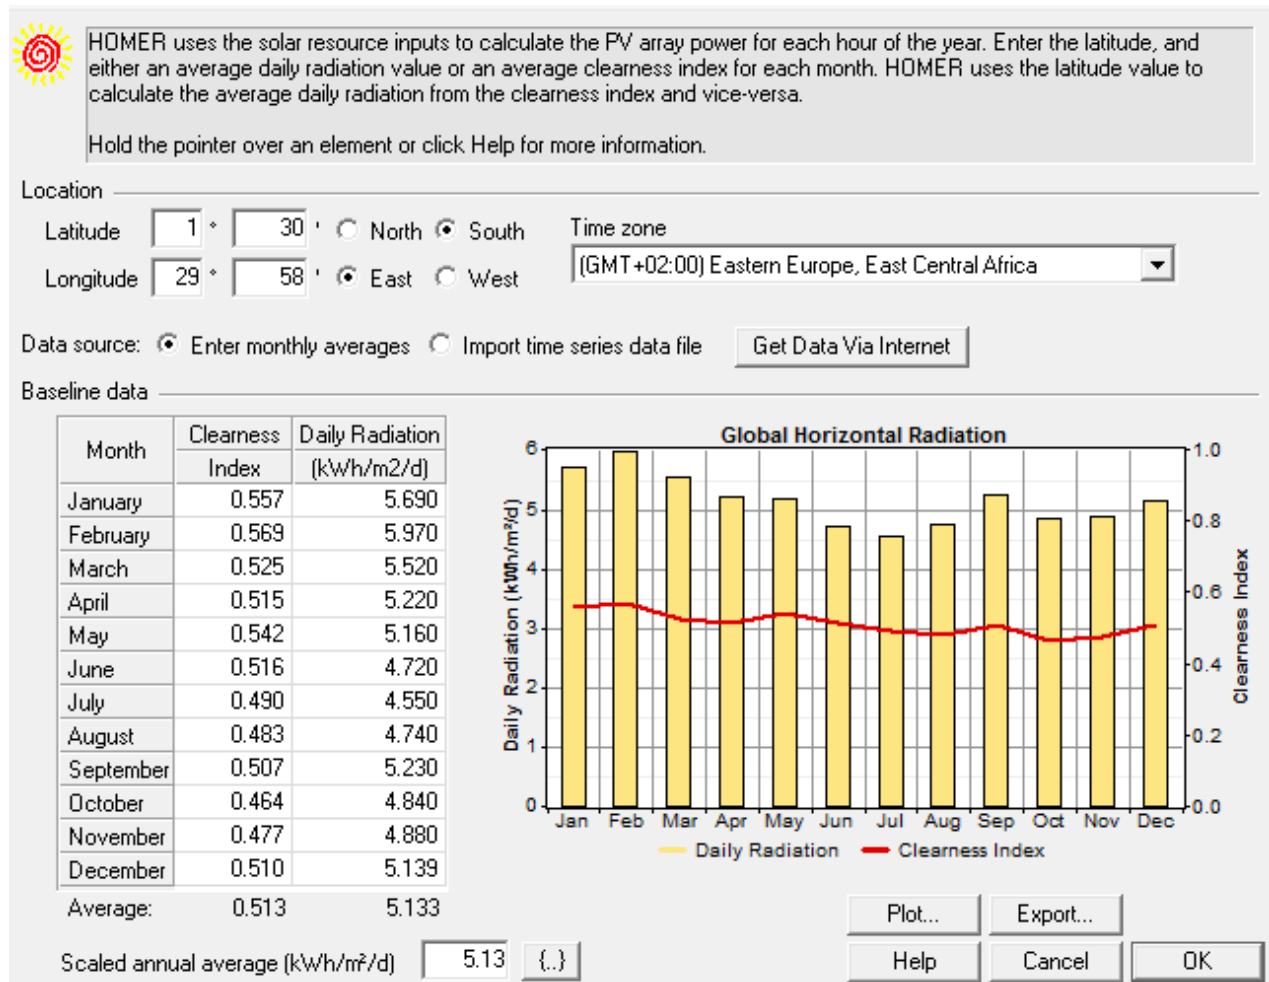 HOMER uses the solar resource inputs to calculate the PV array power for each hour of the year. Enter the latitude, and
either an average daily radiation value or an average clearness index for each month. HOMER uses the latitude value to
calculate the average daily radiation from the clearness index and vice-versa.
Hold the pointer over an element or click Help for more information.
Location
Latitude 1 ° 30 ' North South Time zone
Longitude 29 ° 58 ' East West (GMT+02:00) Eastern Europe, East Central Africa
Data source: Enter monthly averages Import time series data file Get Data Via Internet
Baseline data
Month Clearness Index Daily Radiation (kWh/m2/d)
January 0.557 5.690
February 0.569 5.970
March 0.525 5.520
April 0.515 5.220
May 0.542 5.160
June 0.516 4.720
July 0.490 4.550
August 0.483 4.740
September 0.507 5.230
October 0.464 4.840
November 0.477 4.880
December 0.510 5.139
Average: 0.513 5.133
Scaled annual average (kWh/m²/d) 5.13 {..}
Global Horizontal Radiation
Daily Radiation (kWh/m²/d)
6
5
4
3
2
1
0
1.0
0.8
0.6
0.4
0.2
0.0
Clearness Index
Jan Feb Mar Apr May Jun Jul Aug Sep Oct Nov Dec
Daily Radiation Clearness Index
Plot... Export...
Help Cancel OK